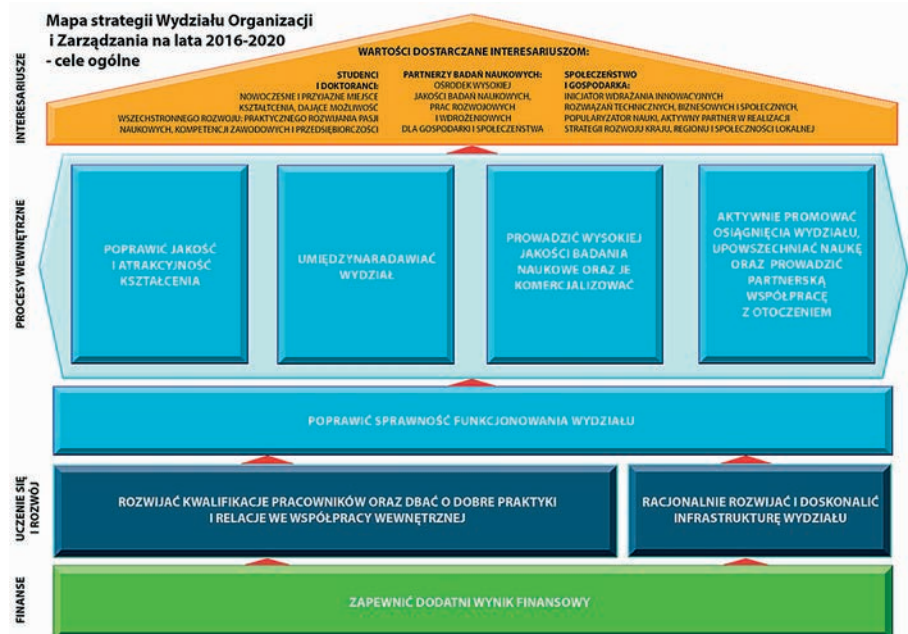 Mapa strategii Wydziału Organizacji
i Zarządzania na lata 2016-2020
- cele ogólne
INTERESARIUSZE
WARTOŚCI DOSTARCZANE INTERESARIUSZOM:
STUDENCI
I DOKTORANCI:
NOWOCZESNE I PRZYJAZNE MIEJSCE
KSZTAŁCENIA, DAJĄCE MOŻLIWOŚĆ
WSZECHSTRONNEGO ROZWOJU: PRAKTYCZNEGO ROZWIJANIA PASJI
NAUKOWYCH, KOMPETENCJI ZAWODOWYCH I PRZEDSIĘBIORCZOŚCI
PARTNERZY BADAŃ NAUKOWYCH:
OŚRODEK WYSOKIEJ
JAKOŚCI BADAŃ NAUKOWYCH,
PRAC ROZWOJOWYCH
I WDROŻENIOWYCH
DLA GOSPODARKI I SPOŁECZEŃSTWA
SPOŁECZEŃSTWO
I GOSPODARKA:
INICJATOR WDRAŻANIA INNOWACYJNYCH
ROZWIĄZAŃ TECHNICZNYCH, BIZNESOWYCH I SPOŁECZNYCH,
POPULARYZATOR NAUKI, AKTYWNY PARTNER W REALIZACJI
STRATEGII ROZWOJU KRAJU, REGIONU I SPOŁECZNOŚCI LOKALNEJ
PROCESY WEWNĘTRZNE
POPRAWIĆ JAKOŚĆ
I ATRAKCYJNOŚĆ
KSZTAŁCENIA
UMIĘDZYNARADAWIAĆ
WYDZIAŁ
PROWADZIĆ WYSOKIEJ
JAKOŚCI BADANIA
NAUKOWE ORAZ JE
KOMERCJALIZOWAĆ
AKTYWNIE PROMOWAĆ
OSIĄGNIĘCIA WYDZIAŁU,
UPOWSZECHNIAĆ NAUKĘ
ORAZ PROWADZIĆ
PARTNERSKĄ
WSPÓŁPRACĘ
Z OTOCZENIEM
POPRAWIĆ SPRAWNOŚĆ FUNKCJONOWANIA WYDZIAŁU
UCZENIE SIĘ
I ROZWÓJ
ROZWIJAĆ KWALIFIKACJE PRACOWNIKÓW ORAZ DBAĆ O DOBRE PRAKTYKI
I RELACJE WE WSPÓŁPRACY WEWNĘTRZNEJ
RACJONALNIE ROZWIJAĆ I DOSKONALIĆ
INFRASTRUKTURĘ WYDZIAŁU
FINANSE
ZAPEWNIĆ DODATNI WYNIK FINANSOWY